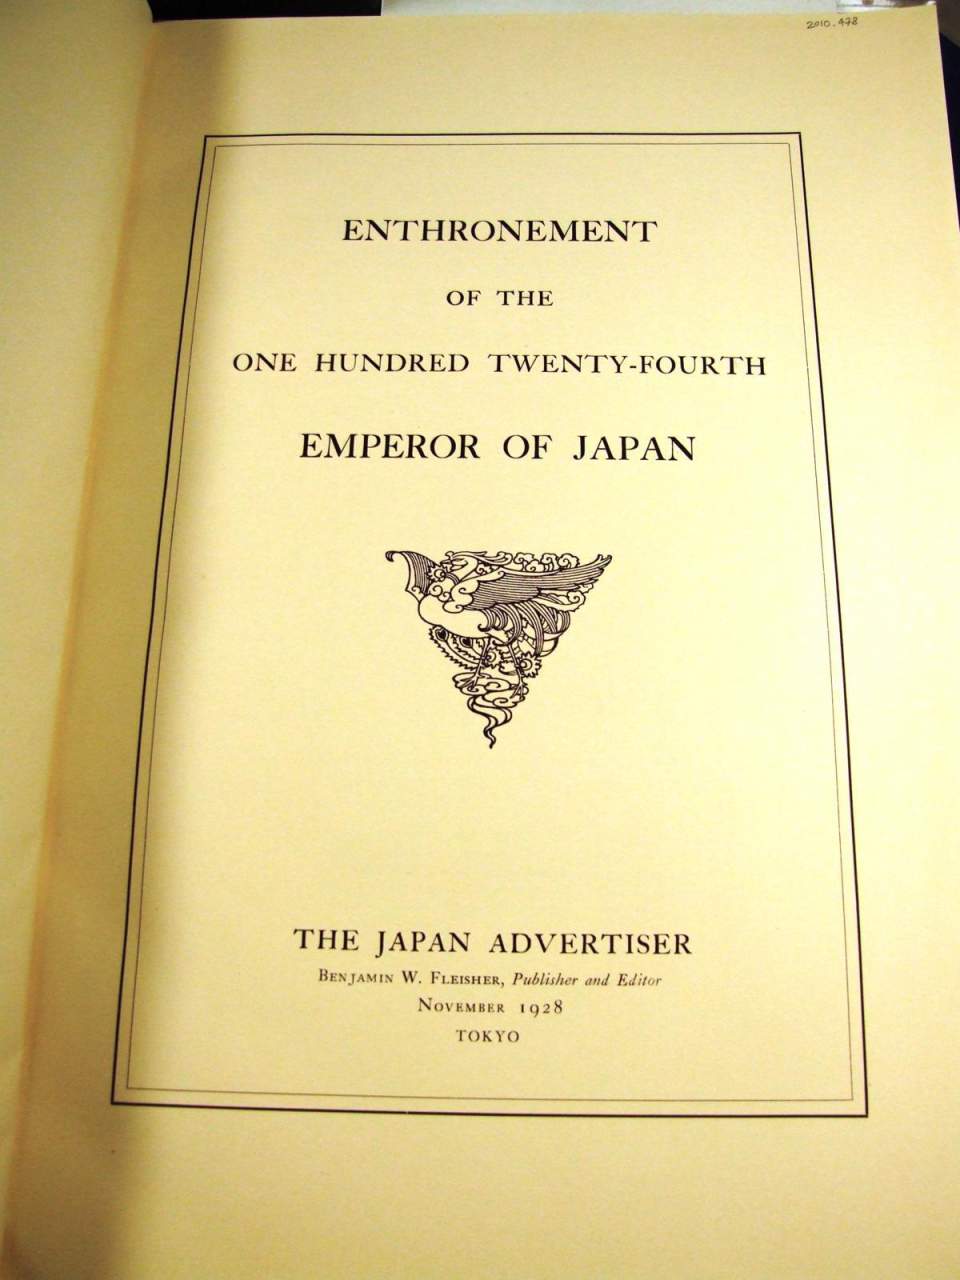 2010.478
ENTHRONEMENT
OF THE
ONE HUNDRED TWENTY-FOURTH
EMPEROR OF JAPAN
THE JAPAN ADVERTISER
BENJAMIN W. FLEISHER, Publisher and Editor
NOVEMBER 1928
TOKYO